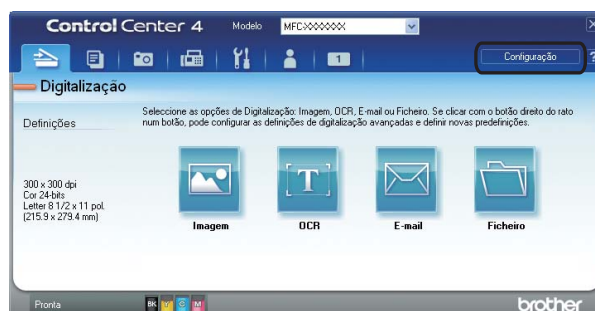 Control Center 4 Modelo MFC-XXXXXXX X
1
Configuração ?
Digitalização
Definições
Seleccione as opções de Digitalização: Imagem, OCR, E-mail ou Ficheiro. Se clicar com o botão direito do rato
num botão, pode configurar as definições de digitalização avançadas e definir novas predefinições.
300 x 300 dpi
Cor 24-bits
Letter 8 1/2 x 11 pol.
(215.9 x 279.4 mm)
T
Imagem OCR E-mail Ficheiro
Pronta BK Y C M brother